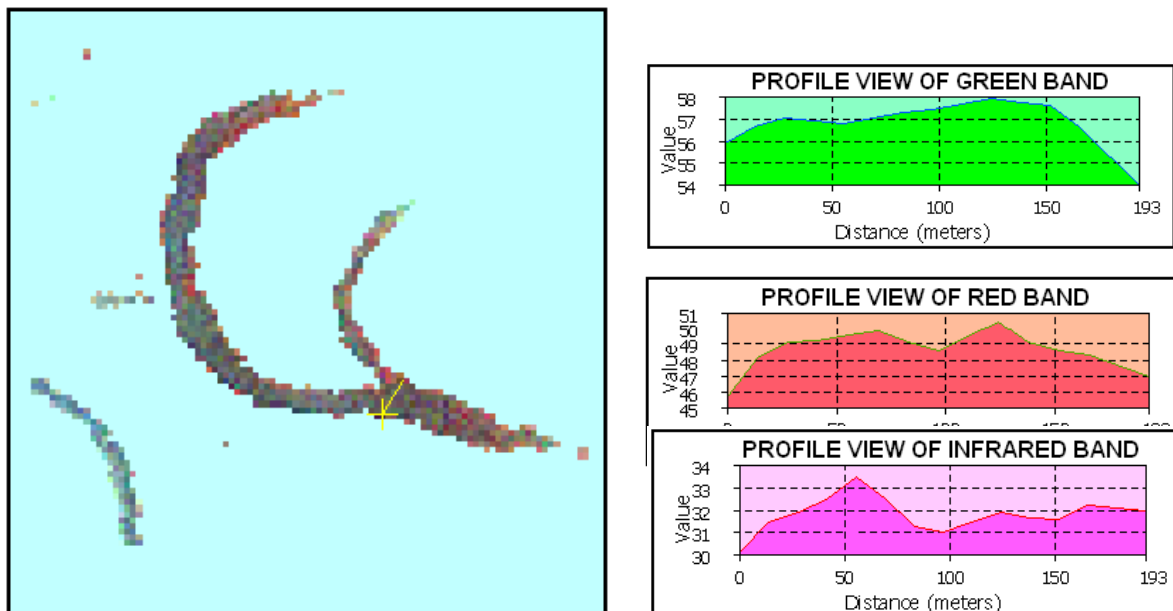 PROFILE VIEW OF GREEN BAND
58
57
56
55
54
Value
0 50 100 150 193
Distance (meters)
PROFILE VIEW OF RED BAND
51
50
49
48
47
46
45
Value
PROFILE VIEW OF INFRARED BAND
34
33
32
31
30
Value
0 50 100 150 193
Distance (meters)